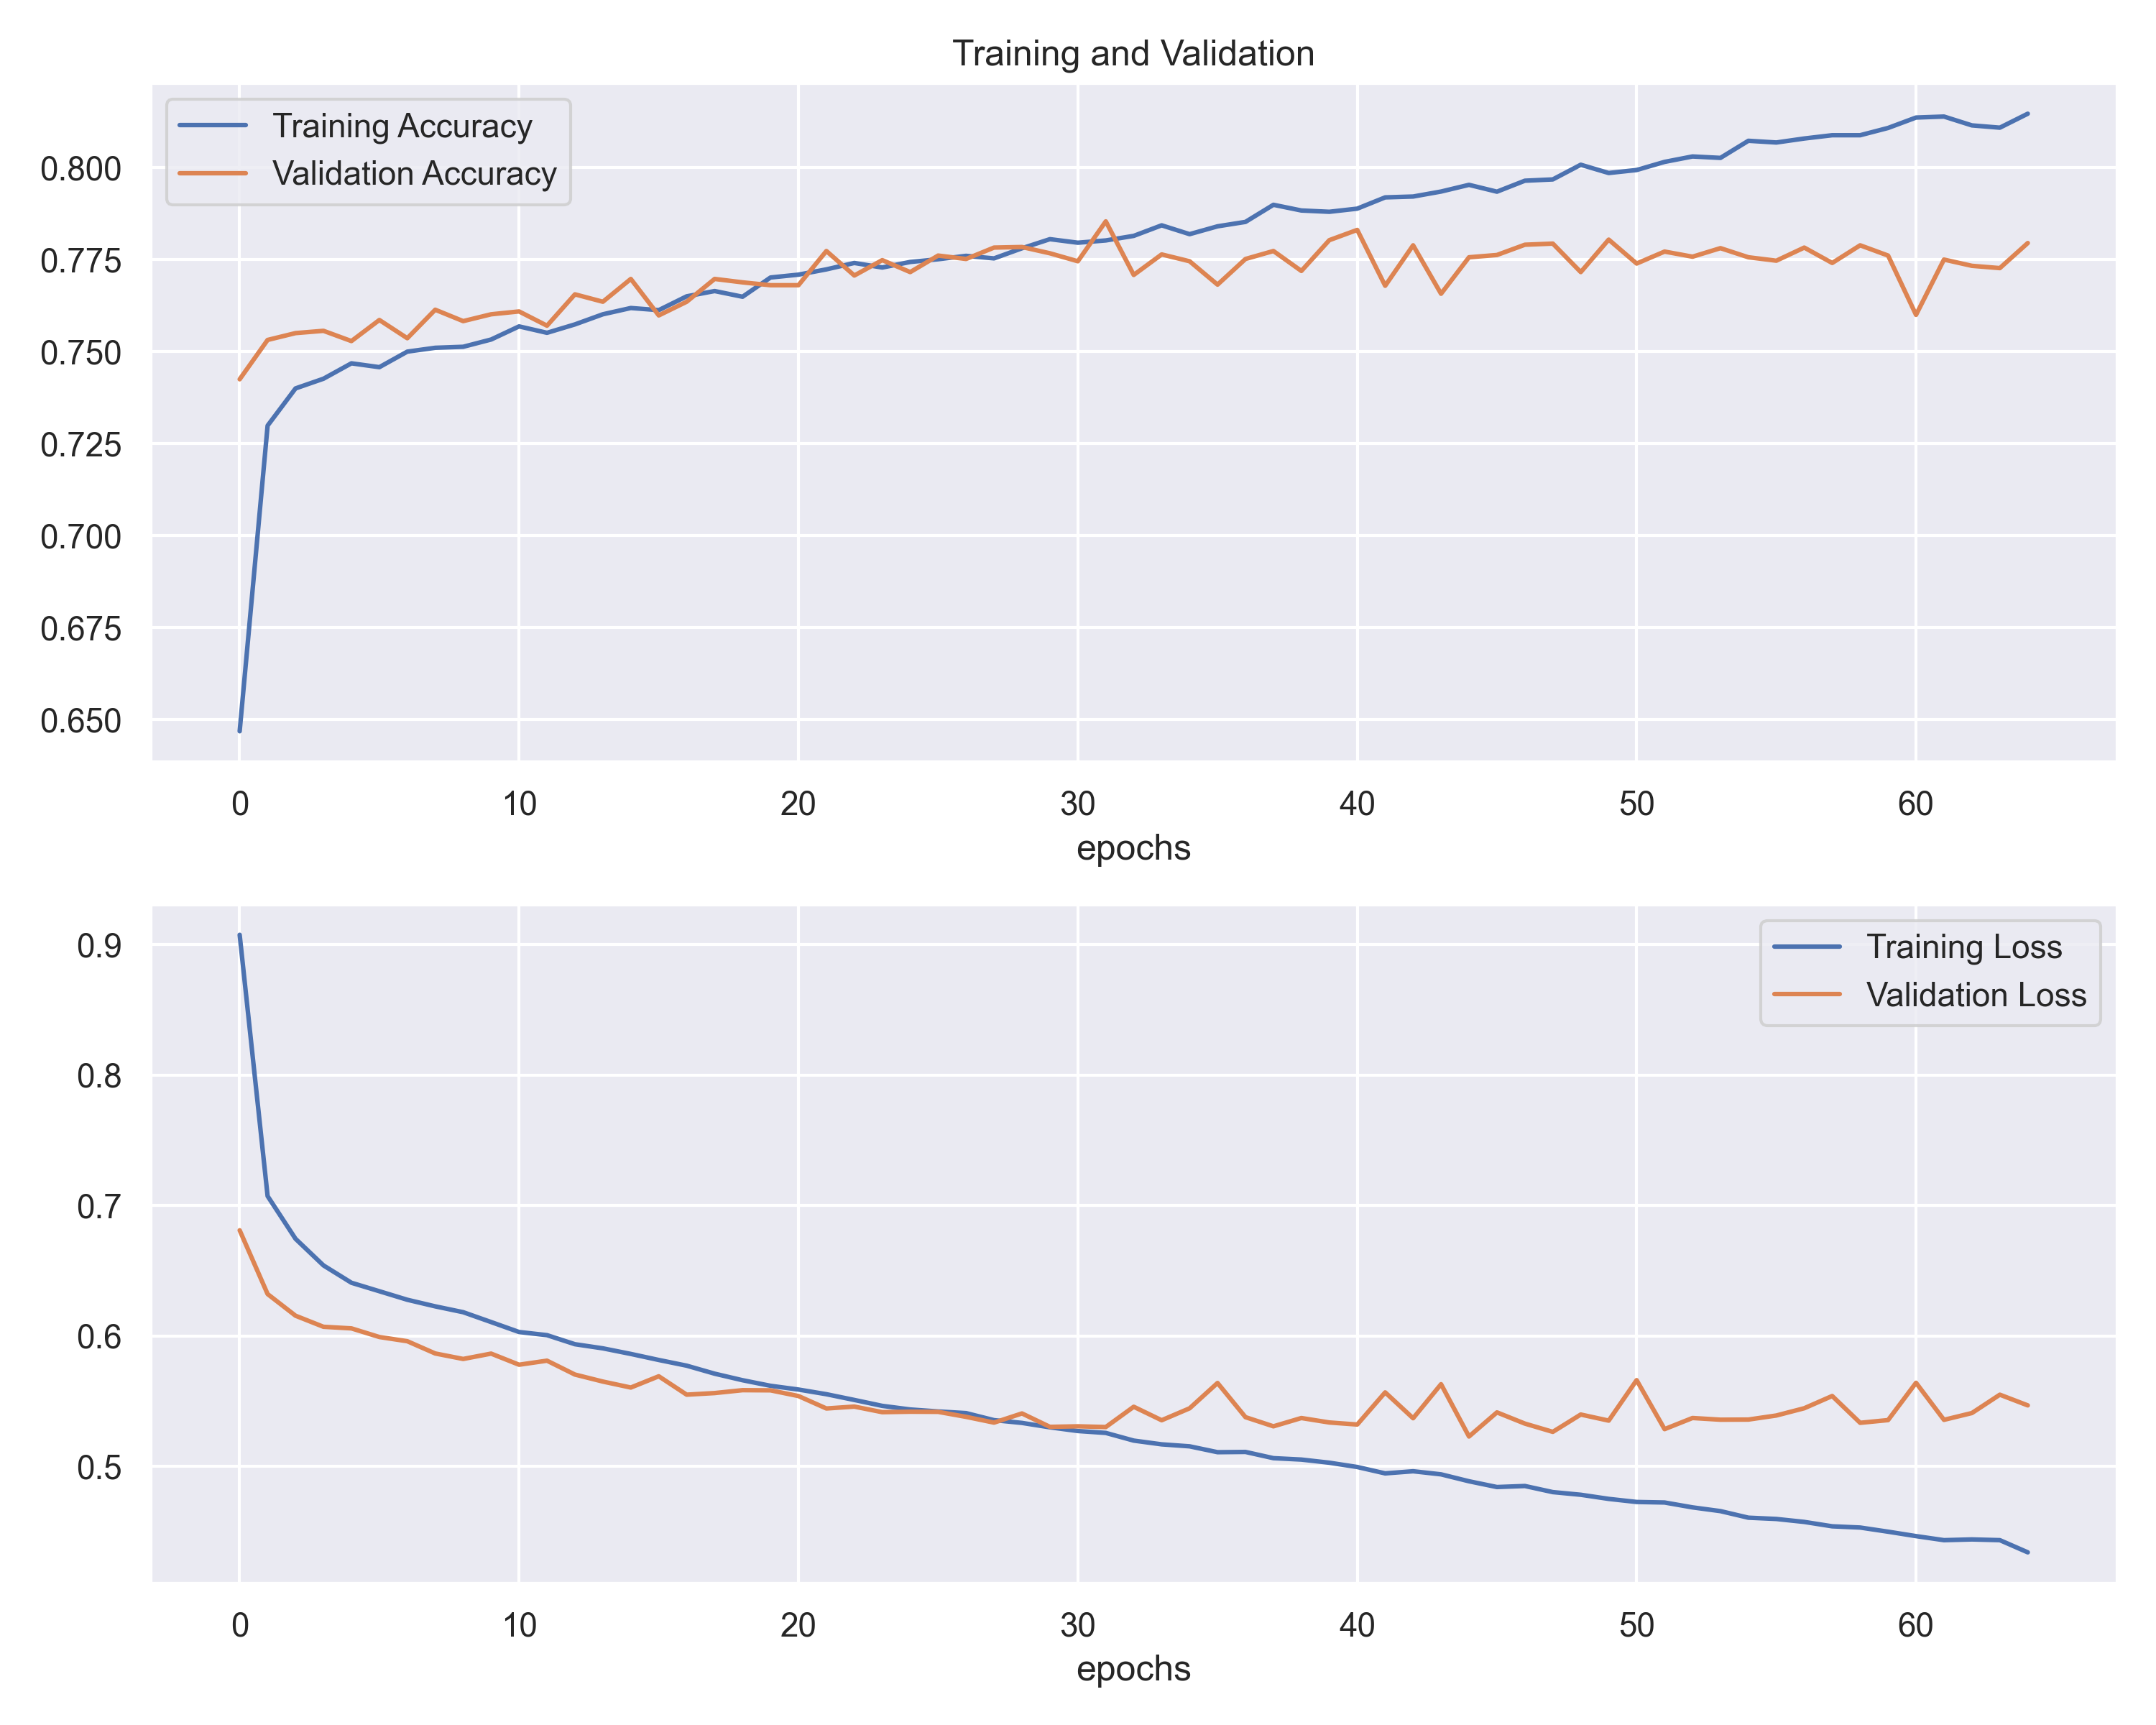 Training and Validation
Training Accuracy
Validation Accuracy
0.800
0.775
0.750
0.725
0.700
0.675
0.650
0 10 20 30 40 50 60
epochs
Training Loss
Validation Loss
0.9
0.8
0.7
0.6
0.5
0 10 20 30 40 50 60
epochs